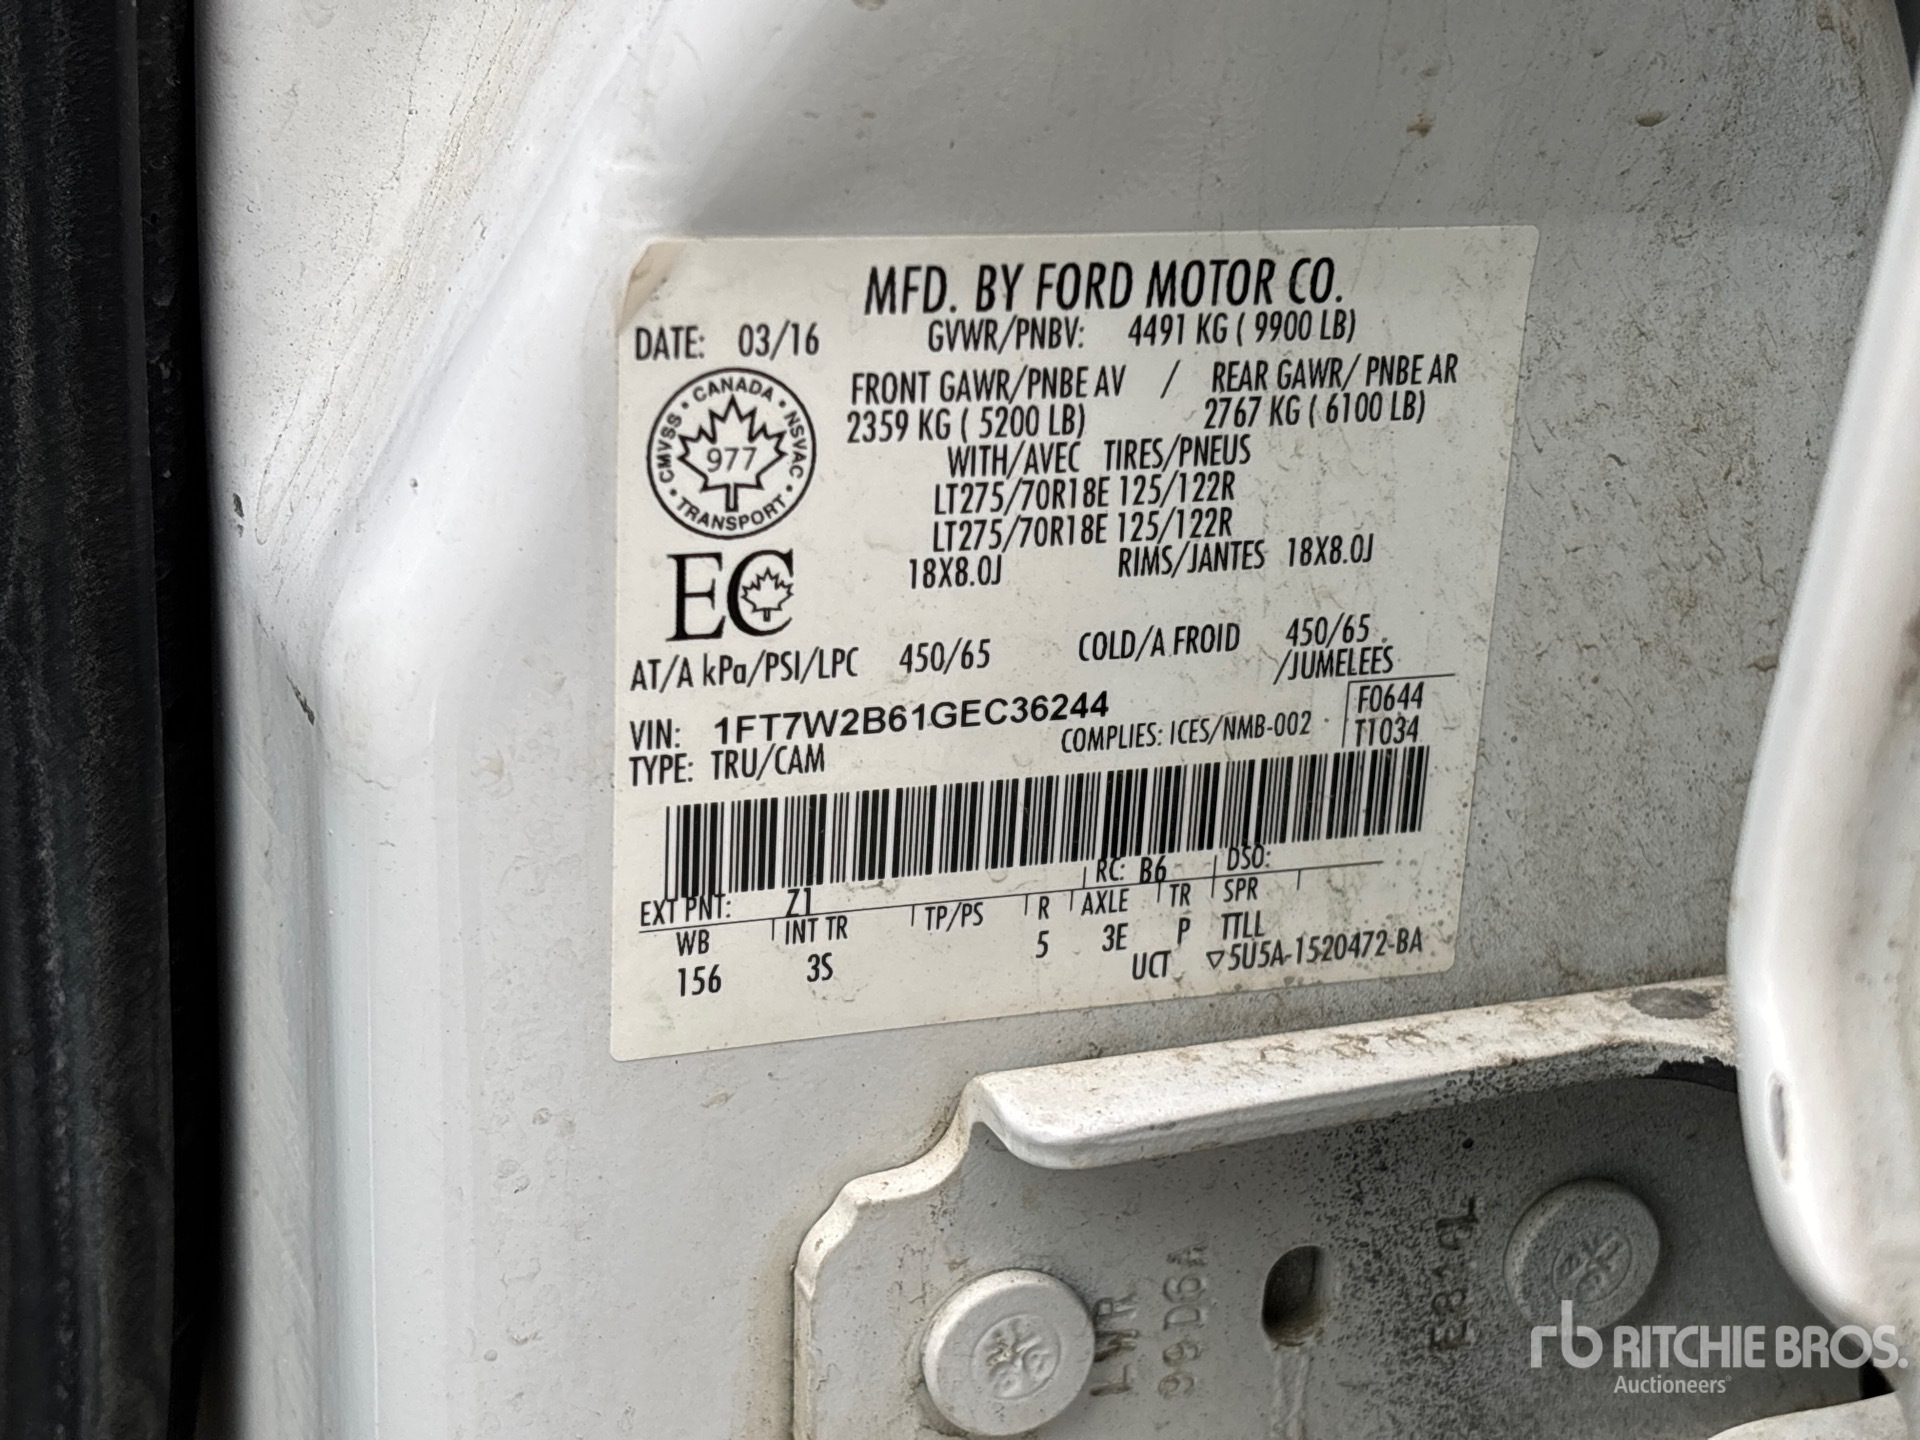 MFD. BY FORD MOTOR CO.
DATE: 03/16 GVWR/PNBV: 4491 KG ( 9900 LB)
FRONT GAWR/PNBE AV / REAR GAWR/ PNBE AR
2359 KG ( 5200 LB) 2767 KG ( 6100 LB)
WITH/AVEC TIRES/PNEUS
LT275/70R18E 125/122R
LT275/70R18E 125/122R
18X8.0J RIMS/JANTES 18X8.0J
CANADA • NSVAC • TRANSPORT • CMVSS •
977
EC
AT/A kPa/PSI/LPC 450/65 COLD/A FROID 450/65
/JUMELEES
VIN: 1FT7W2B61GEC36244 F0644
TYPE: TRU/CAM COMPLIES: ICES/NMB-002 T1034
EXT PNT: Z1 RC: B6 DSO:
WB INT TR TP/PS R AXLE TR SPR
156 3S 5 3E P TTLL
UCT ▽5U5A-1520472-BA
LWR
99D6A
E81L
rb RITCHIE BROS.
Auctioneers